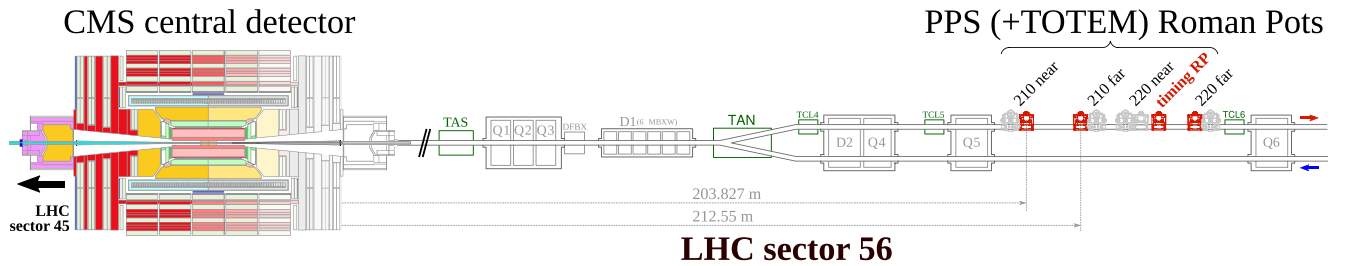 CMS central detector
PPS (+TOTEM) Roman Pots
210 near
210 far
220 near
timing RP
220 far
TAS
Q1 Q2 Q3
DFBX
D1(6 MBXW)
TAN
TCL4
D2 Q4
TCL5
Q5
TCL6
Q6
LHC
sector 45
203.827 m
212.55 m
LHC sector 56